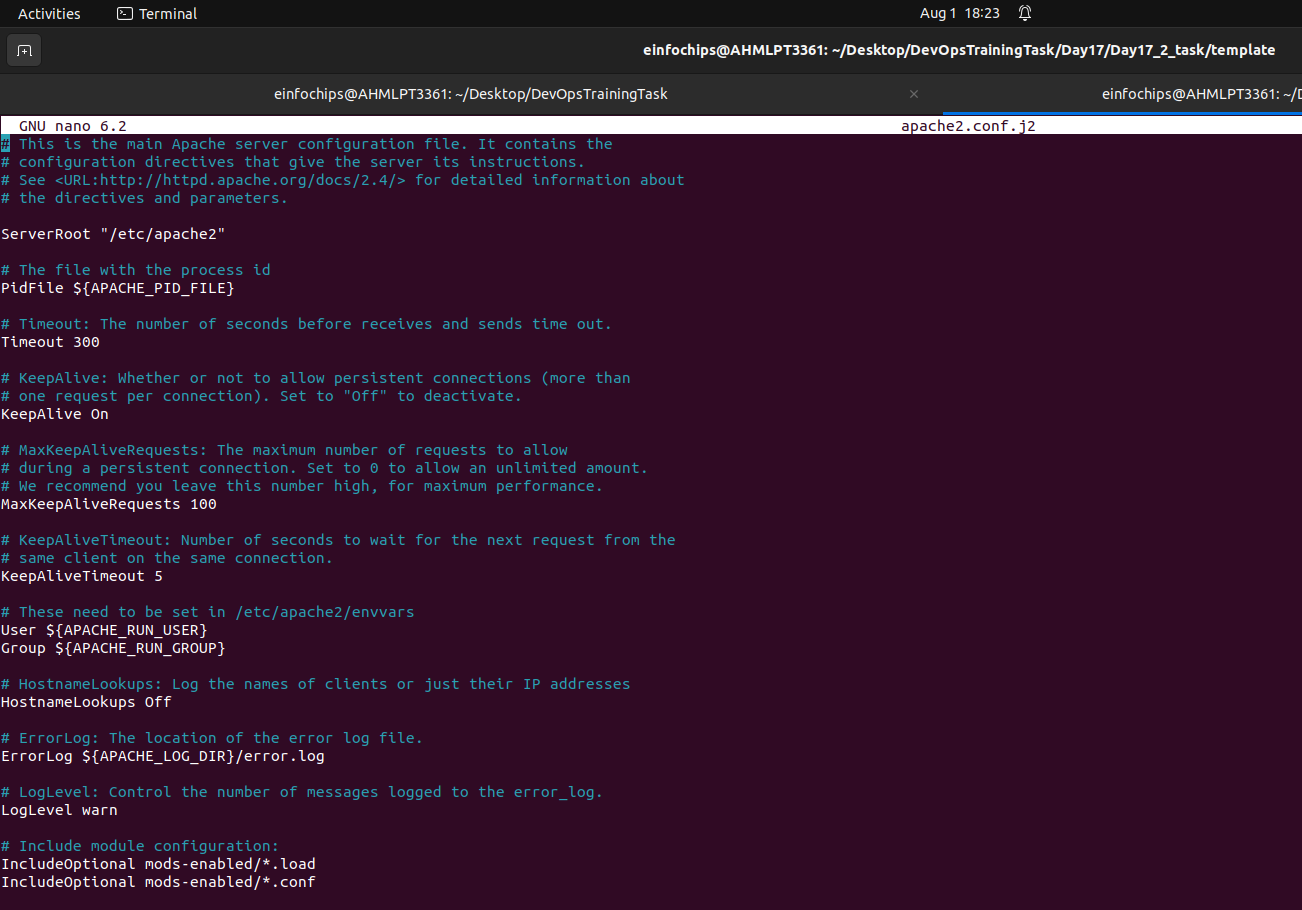 Activities Terminal Aug 1 18:23
einfochips@AHMLPT3361: ~/Desktop/DevOpsTrainingTask/Day17/Day17_2_task/template
einfochips@AHMLPT3361: ~/Desktop/DevOpsTrainingTask × einfochips@AHMLPT3361: ~/D
GNU nano 6.2 apache2.conf.j2
# This is the main Apache server configuration file. It contains the
# configuration directives that give the server its instructions.
# See <URL:http://httpd.apache.org/docs/2.4/> for detailed information about
# the directives and parameters.
ServerRoot "/etc/apache2"
# The file with the process id
PidFile ${APACHE_PID_FILE}
# Timeout: The number of seconds before receives and sends time out.
Timeout 300
# KeepAlive: Whether or not to allow persistent connections (more than
# one request per connection). Set to "Off" to deactivate.
KeepAlive On
# MaxKeepAliveRequests: The maximum number of requests to allow
# during a persistent connection. Set to 0 to allow an unlimited amount.
# We recommend you leave this number high, for maximum performance.
MaxKeepAliveRequests 100
# KeepAliveTimeout: Number of seconds to wait for the next request from the
# same client on the same connection.
KeepAliveTimeout 5
# These need to be set in /etc/apache2/envvars
User ${APACHE_RUN_USER}
Group ${APACHE_RUN_GROUP}
# HostnameLookups: Log the names of clients or just their IP addresses
HostnameLookups Off
# ErrorLog: The location of the error log file.
ErrorLog ${APACHE_LOG_DIR}/error.log
# LogLevel: Control the number of messages logged to the error_log.
LogLevel warn
# Include module configuration:
IncludeOptional mods-enabled/*.load
IncludeOptional mods-enabled/*.conf